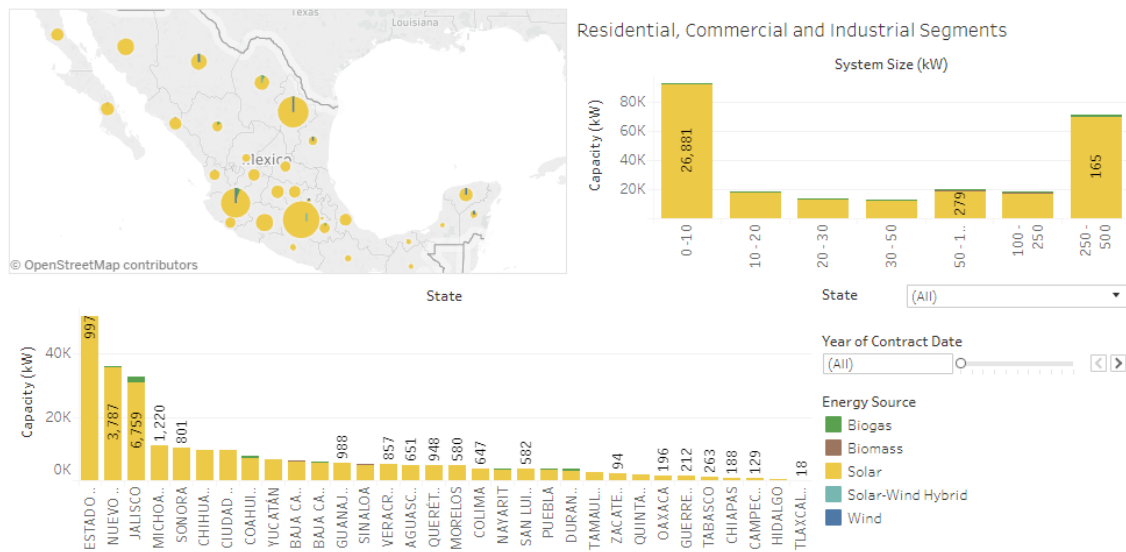 Texas
Louisiana
Mexico
© OpenStreetMap contributors
Residential, Commercial and Industrial Segments
System Size (kW)
Capacity (kW)
80K
60K
40K
20K
26,881
279
165
0 -10
10 - 20
20 - 30
30 - 50
50 - 1..
100 - 250
250 - 500
State
Capacity (kW)
40K
20K
0K
997
3,787
6,759
1,220
801
988
857
651
948
580
647
582
94
196
212
263
188
129
18
ESTADO ..
NUEVO ..
JALISCO
MICHOA..
SONORA
CHIHUA..
CIUDAD ..
COAHUI..
YUCATÁN
BAJA CA..
BAJA CA..
GUANAJ..
SINALOA
VERACR..
AGUASC..
QUERÉT..
MORELOS
COLIMA
NAYARIT
SAN LUI..
PUEBLA
DURAN..
TAMAUL..
ZACATE..
QUINTA..
OAXACA
GUERRE..
TABASCO
CHIAPAS
CAMPEC..
HIDALGO
TLAXCAL..
State
(All)
Year of Contract Date
(All)
Energy Source
Biogas
Biomass
Solar
Solar-Wind Hybrid
Wind